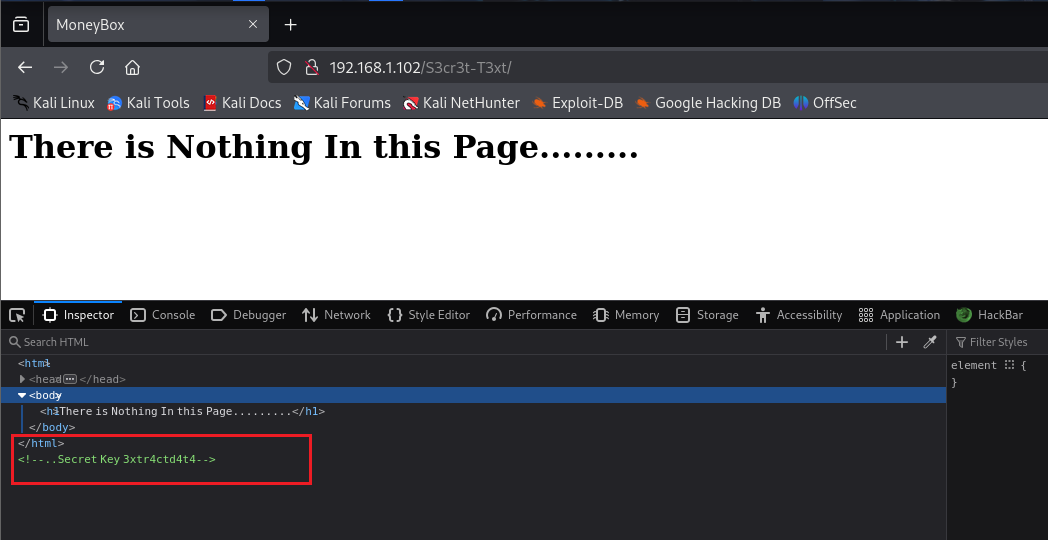 MoneyBox
192.168.1.102/S3cr3t-T3xt/
Kali Linux Kali Tools Kali Docs Kali Forums Kali NetHunter Exploit-DB Google Hacking DB OffSec
There is Nothing In this Page.........
Inspector Console Debugger Network Style Editor Performance Memory Storage Accessibility Application HackBar
Search HTML Filter Styles
<html>
<head> </head>
<body>
<h1>There is Nothing In this Page.........</h1>
</body>
</html>
<!--..Secret Key 3xtr4ctd4t4-->
element {
}